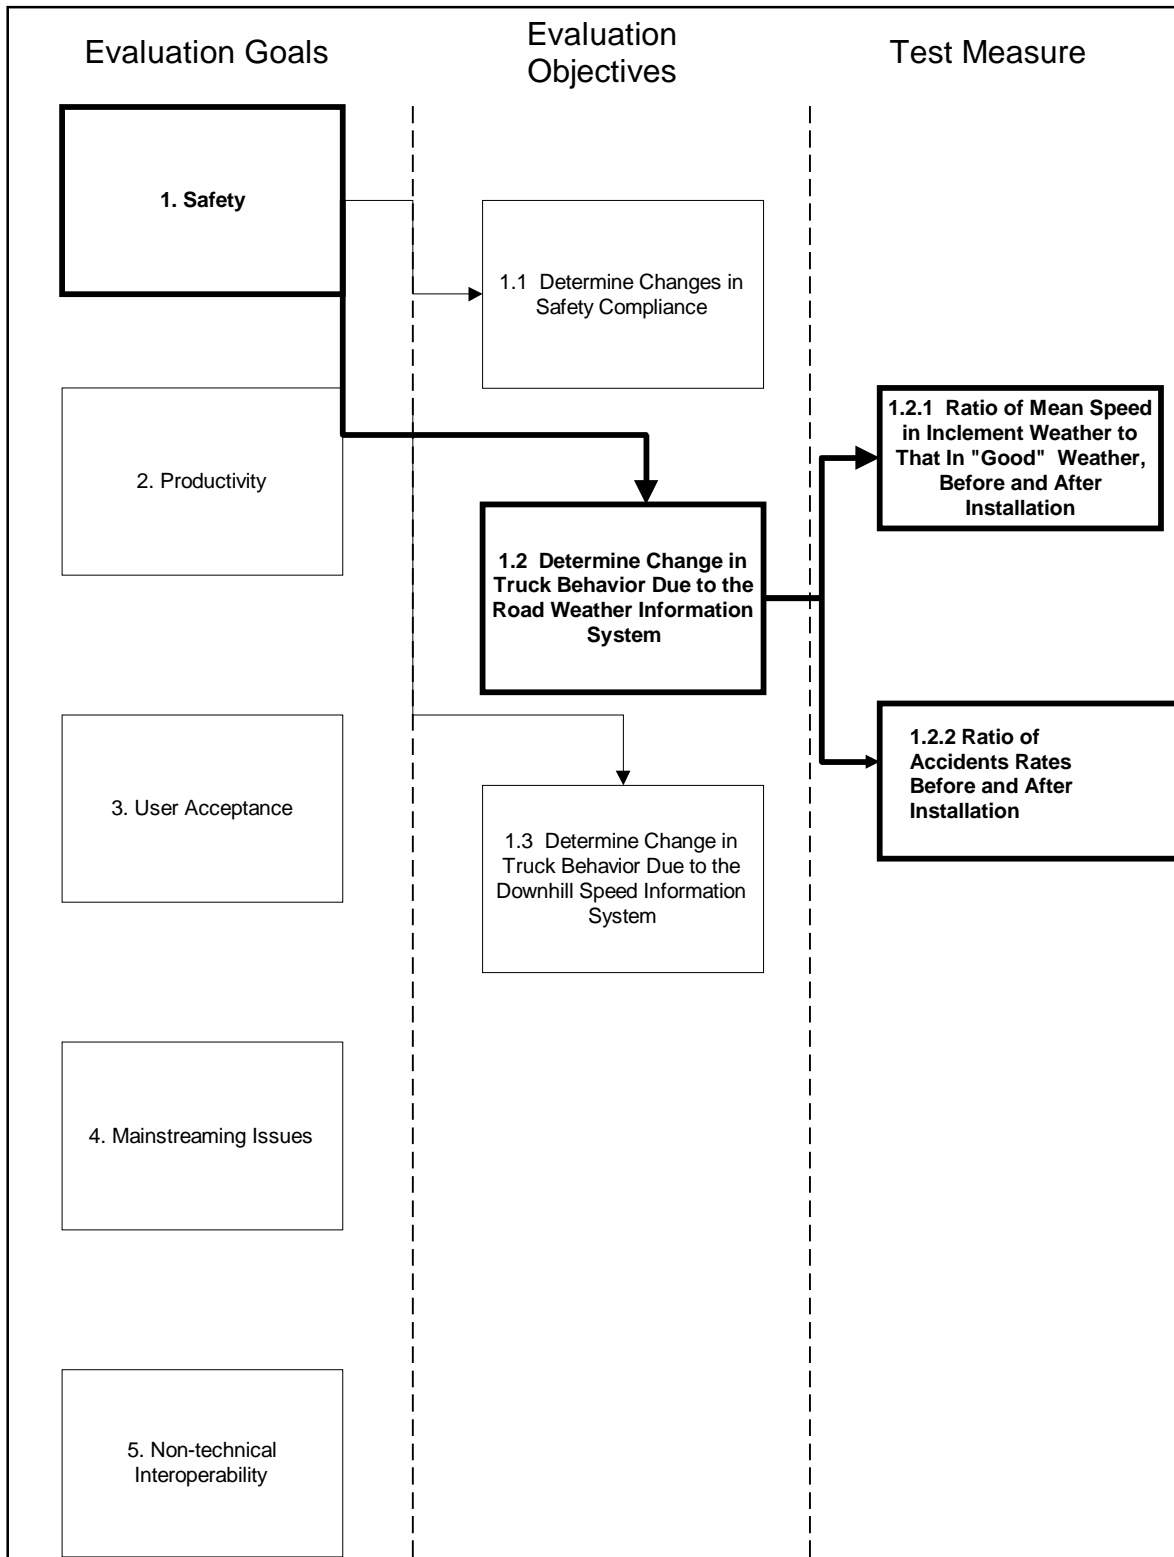 Evaluation Goals
Evaluation
Objectives
Test Measure
1. Safety
1.1  Determine Changes in
Safety Compliance
2. Productivity
1.2.1  Ratio of Mean Speed
in Inclement Weather to
That In "Good"  Weather,
Before and After
Installation
1.2  Determine Change in
Truck Behavior Due to the
Road Weather Information
System
3. User Acceptance
1.2.2 Ratio of
Accidents Rates
Before and After
Installation
1.3  Determine Change in
Truck Behavior Due to the
Downhill Speed Information
System
4. Mainstreaming Issues
5. Non-technical
Interoperability